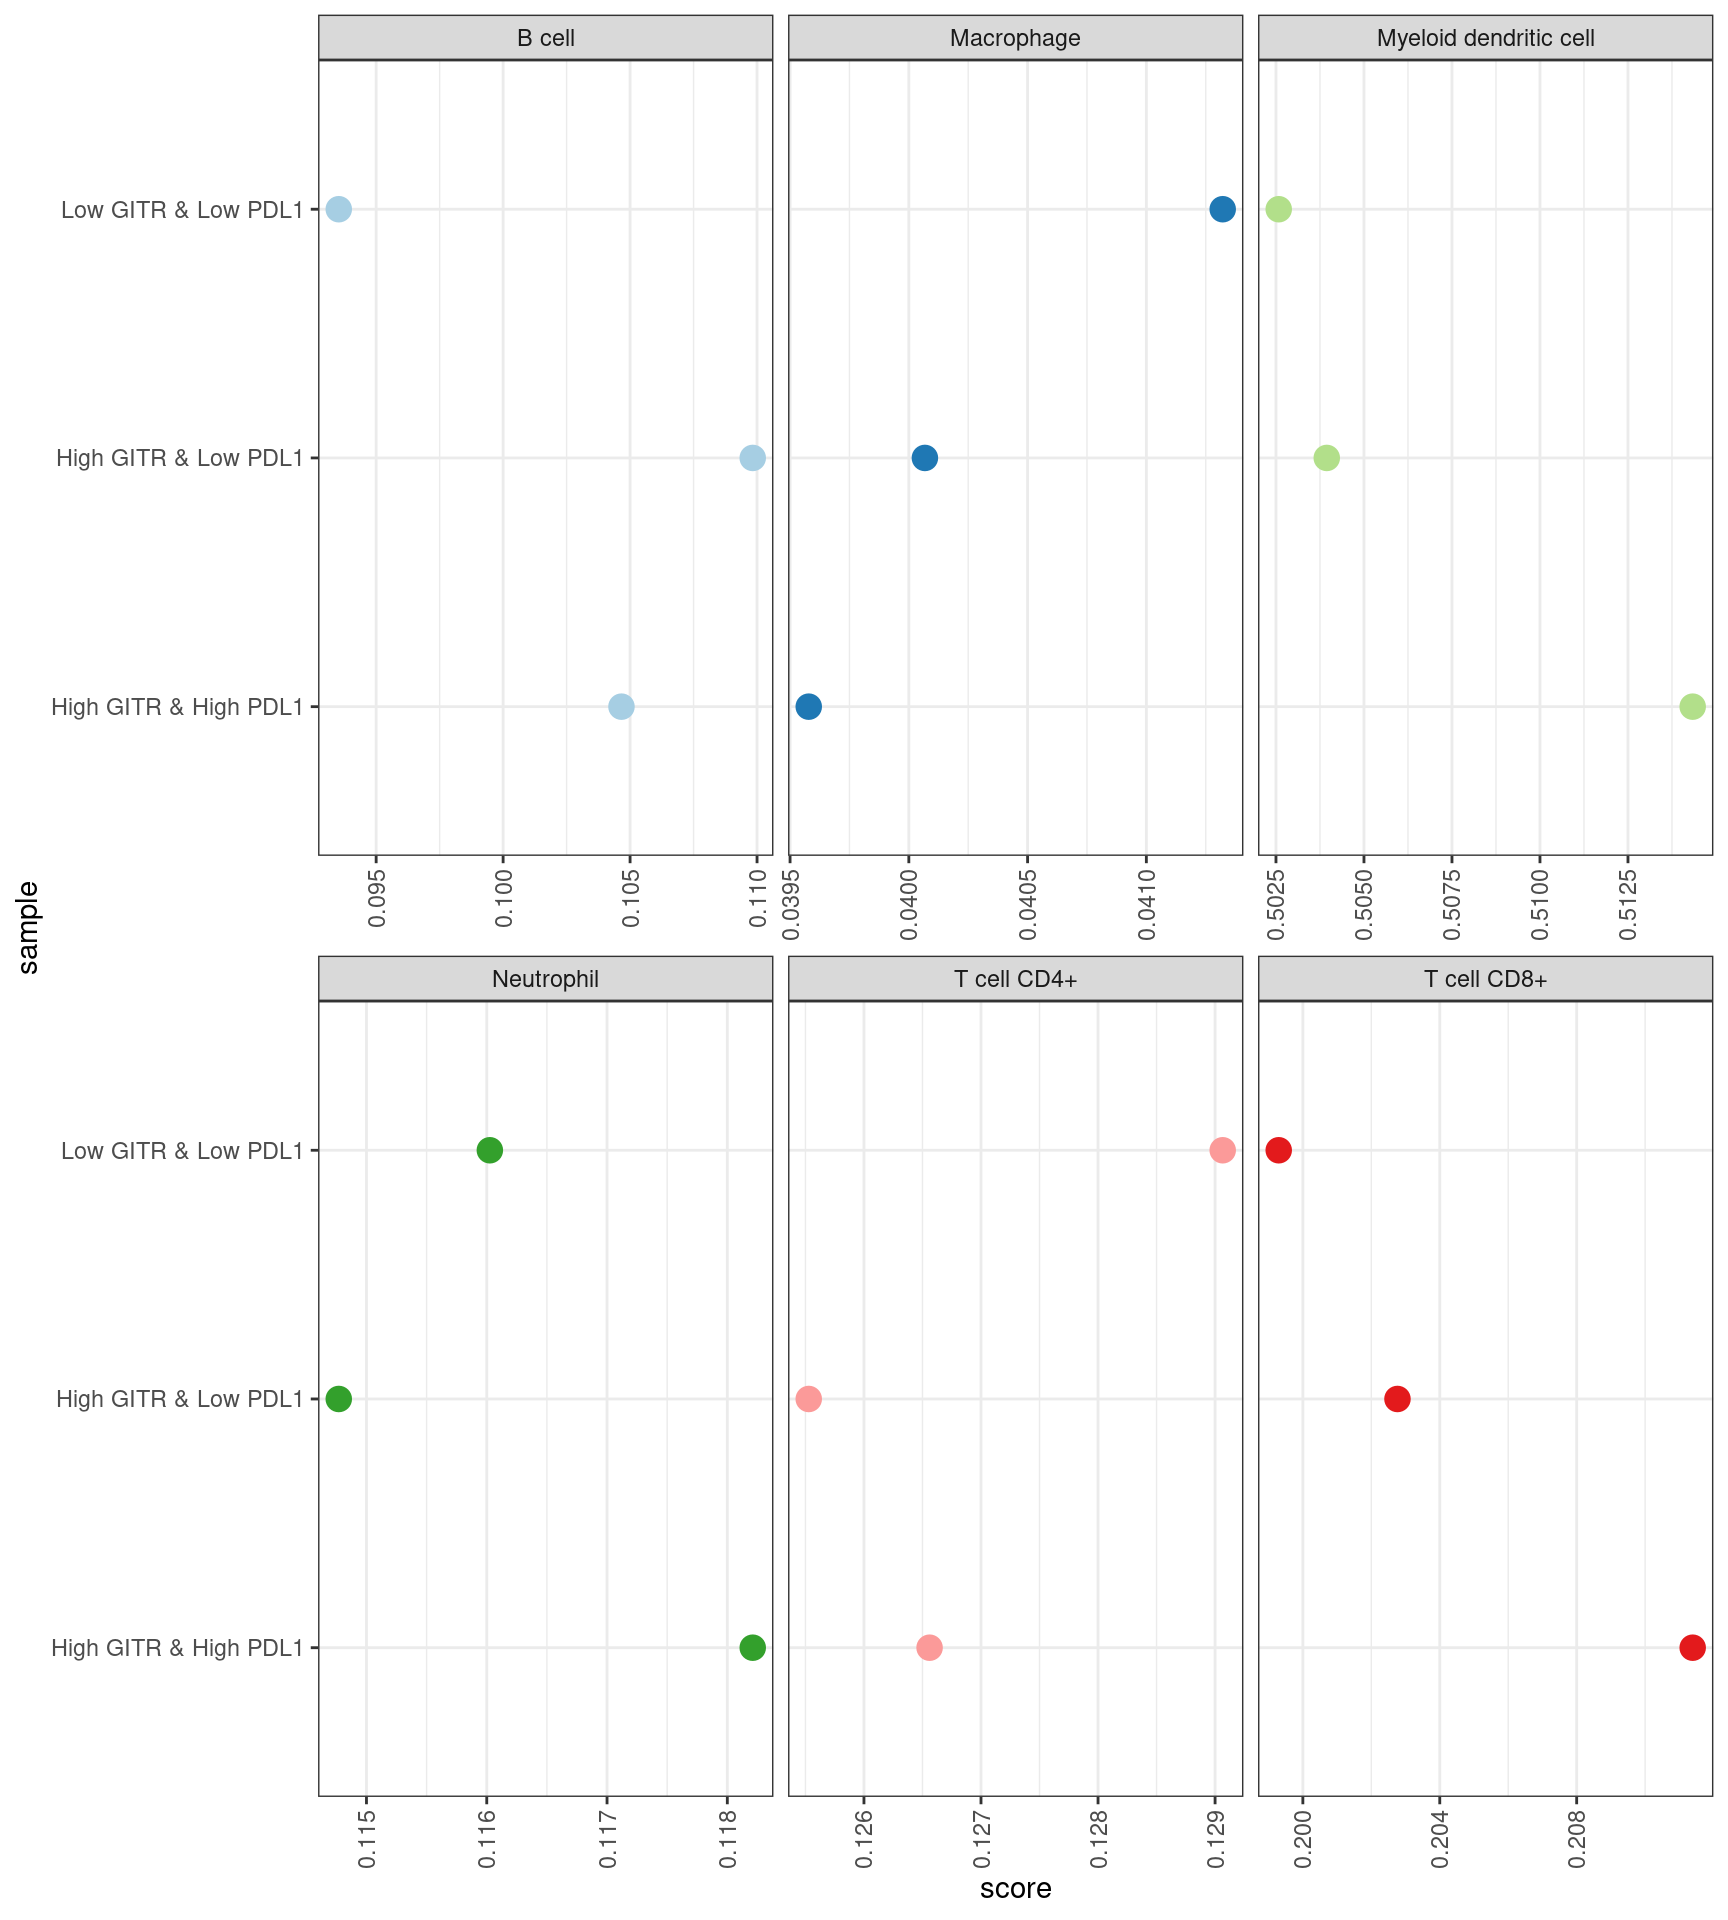 B cell
Macrophage
Myeloid dendritic cell
Low GITR & Low PDL1
High GITR & Low PDL1
High GITR & High PDL1
0.095
0.100
0.105
0.110
0.0395
0.0400
0.0405
0.0410
0.5025
0.5050
0.5075
0.5100
0.5125
sample
Neutrophil
T cell CD4+
T cell CD8+
Low GITR & Low PDL1
High GITR & Low PDL1
High GITR & High PDL1
0.115
0.116
0.117
0.118
0.126
0.127
0.128
0.129
0.200
0.204
0.208
score